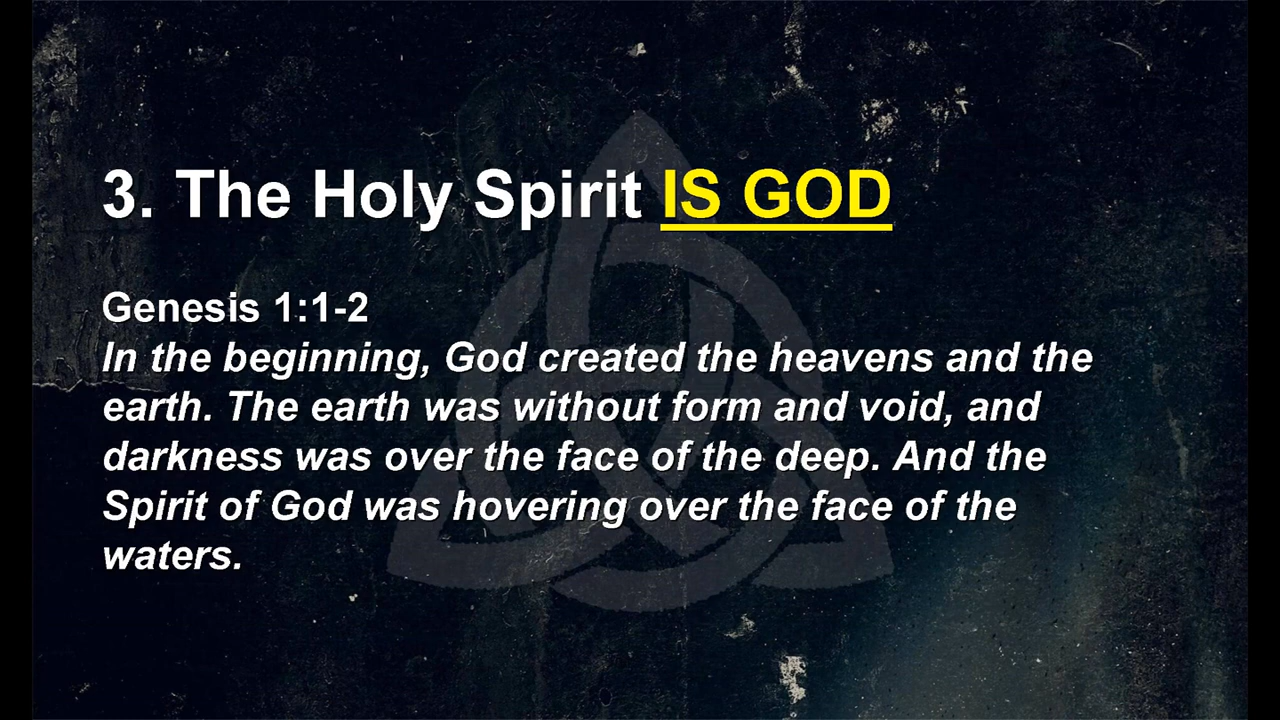 3. The Holy Spirit IS GOD
Genesis 1:1-2
In the beginning, God created the heavens and the
earth. The earth was without form and void, and
darkness was over the face of the deep. And the
Spirit of God was hovering over the face of the
waters.